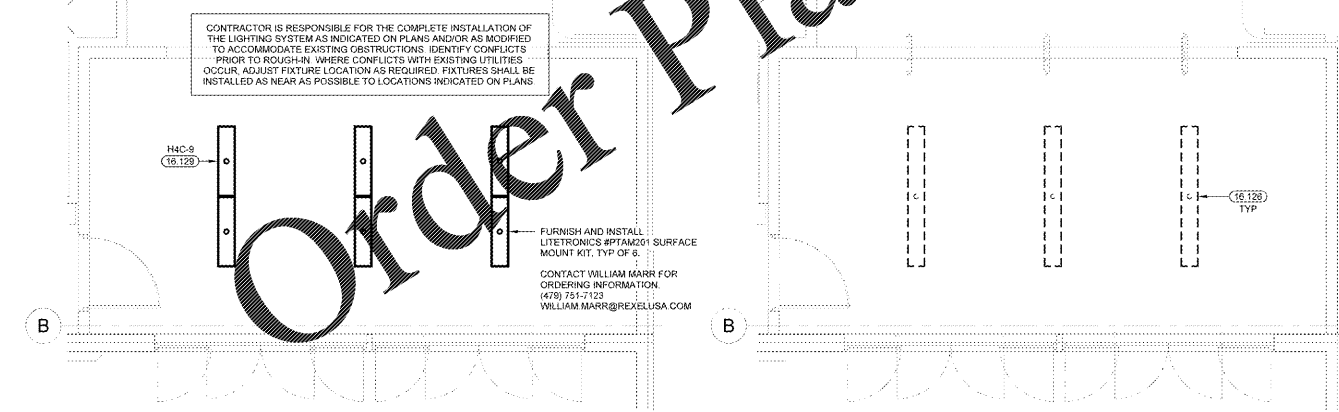 CONTRACTOR IS RESPONSIBLE FOR THE COMPLETE INSTALLATION OF
THE LIGHTING SYSTEM AS INDICATED ON PLANS AND/OR AS MODIFIED
TO ACCOMMODATE EXISTING OBSTRUCTIONS. IDENTIFY CONFLICTS
PRIOR TO ROUGH-IN. WHERE CONFLICTS WITH EXISTING UTILITIES
OCCUR, ADJUST FIXTURE LOCATION AS REQUIRED. FIXTURES SHALL BE
INSTALLED AS NEAR AS POSSIBLE TO LOCATIONS INDICATED ON PLANS.
H4C-9
16.129
FURNISH AND INSTALL
LITETRONICS #PTAM201 SURFACE
MOUNT KIT, TYP OF 6.
CONTACT WILLIAM MARR FOR
ORDERING INFORMATION.
(479) 751-7123
WILLIAM.MARR@REXELUSA.COM
B
16.126
TYP
B
Order Pla